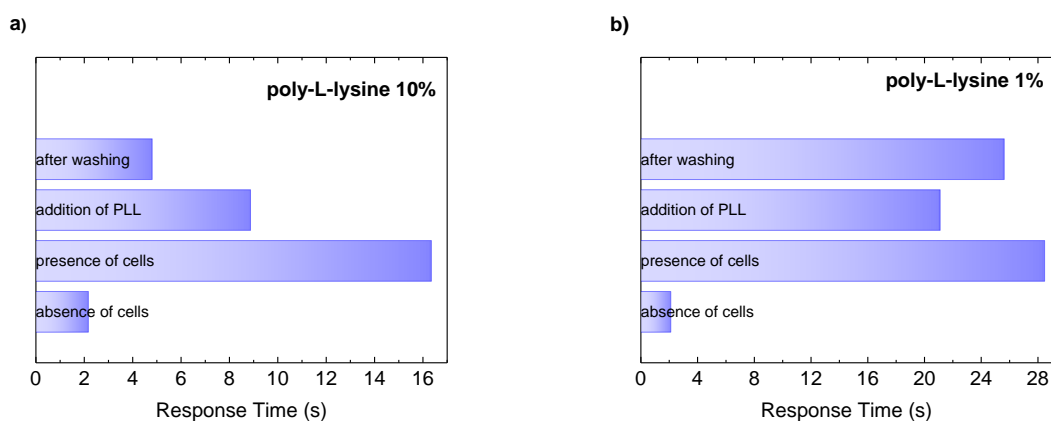 a)
poly-L-lysine 10%
after washing
addition of PLL
presence of cells
absence of cells
0 2 4 6 8 10 12 14 16
Response Time (s)
b)
poly-L-lysine 1%
after washing
addition of PLL
presence of cells
absence of cells
0 4 8 12 16 20 24 28
Response Time (s)